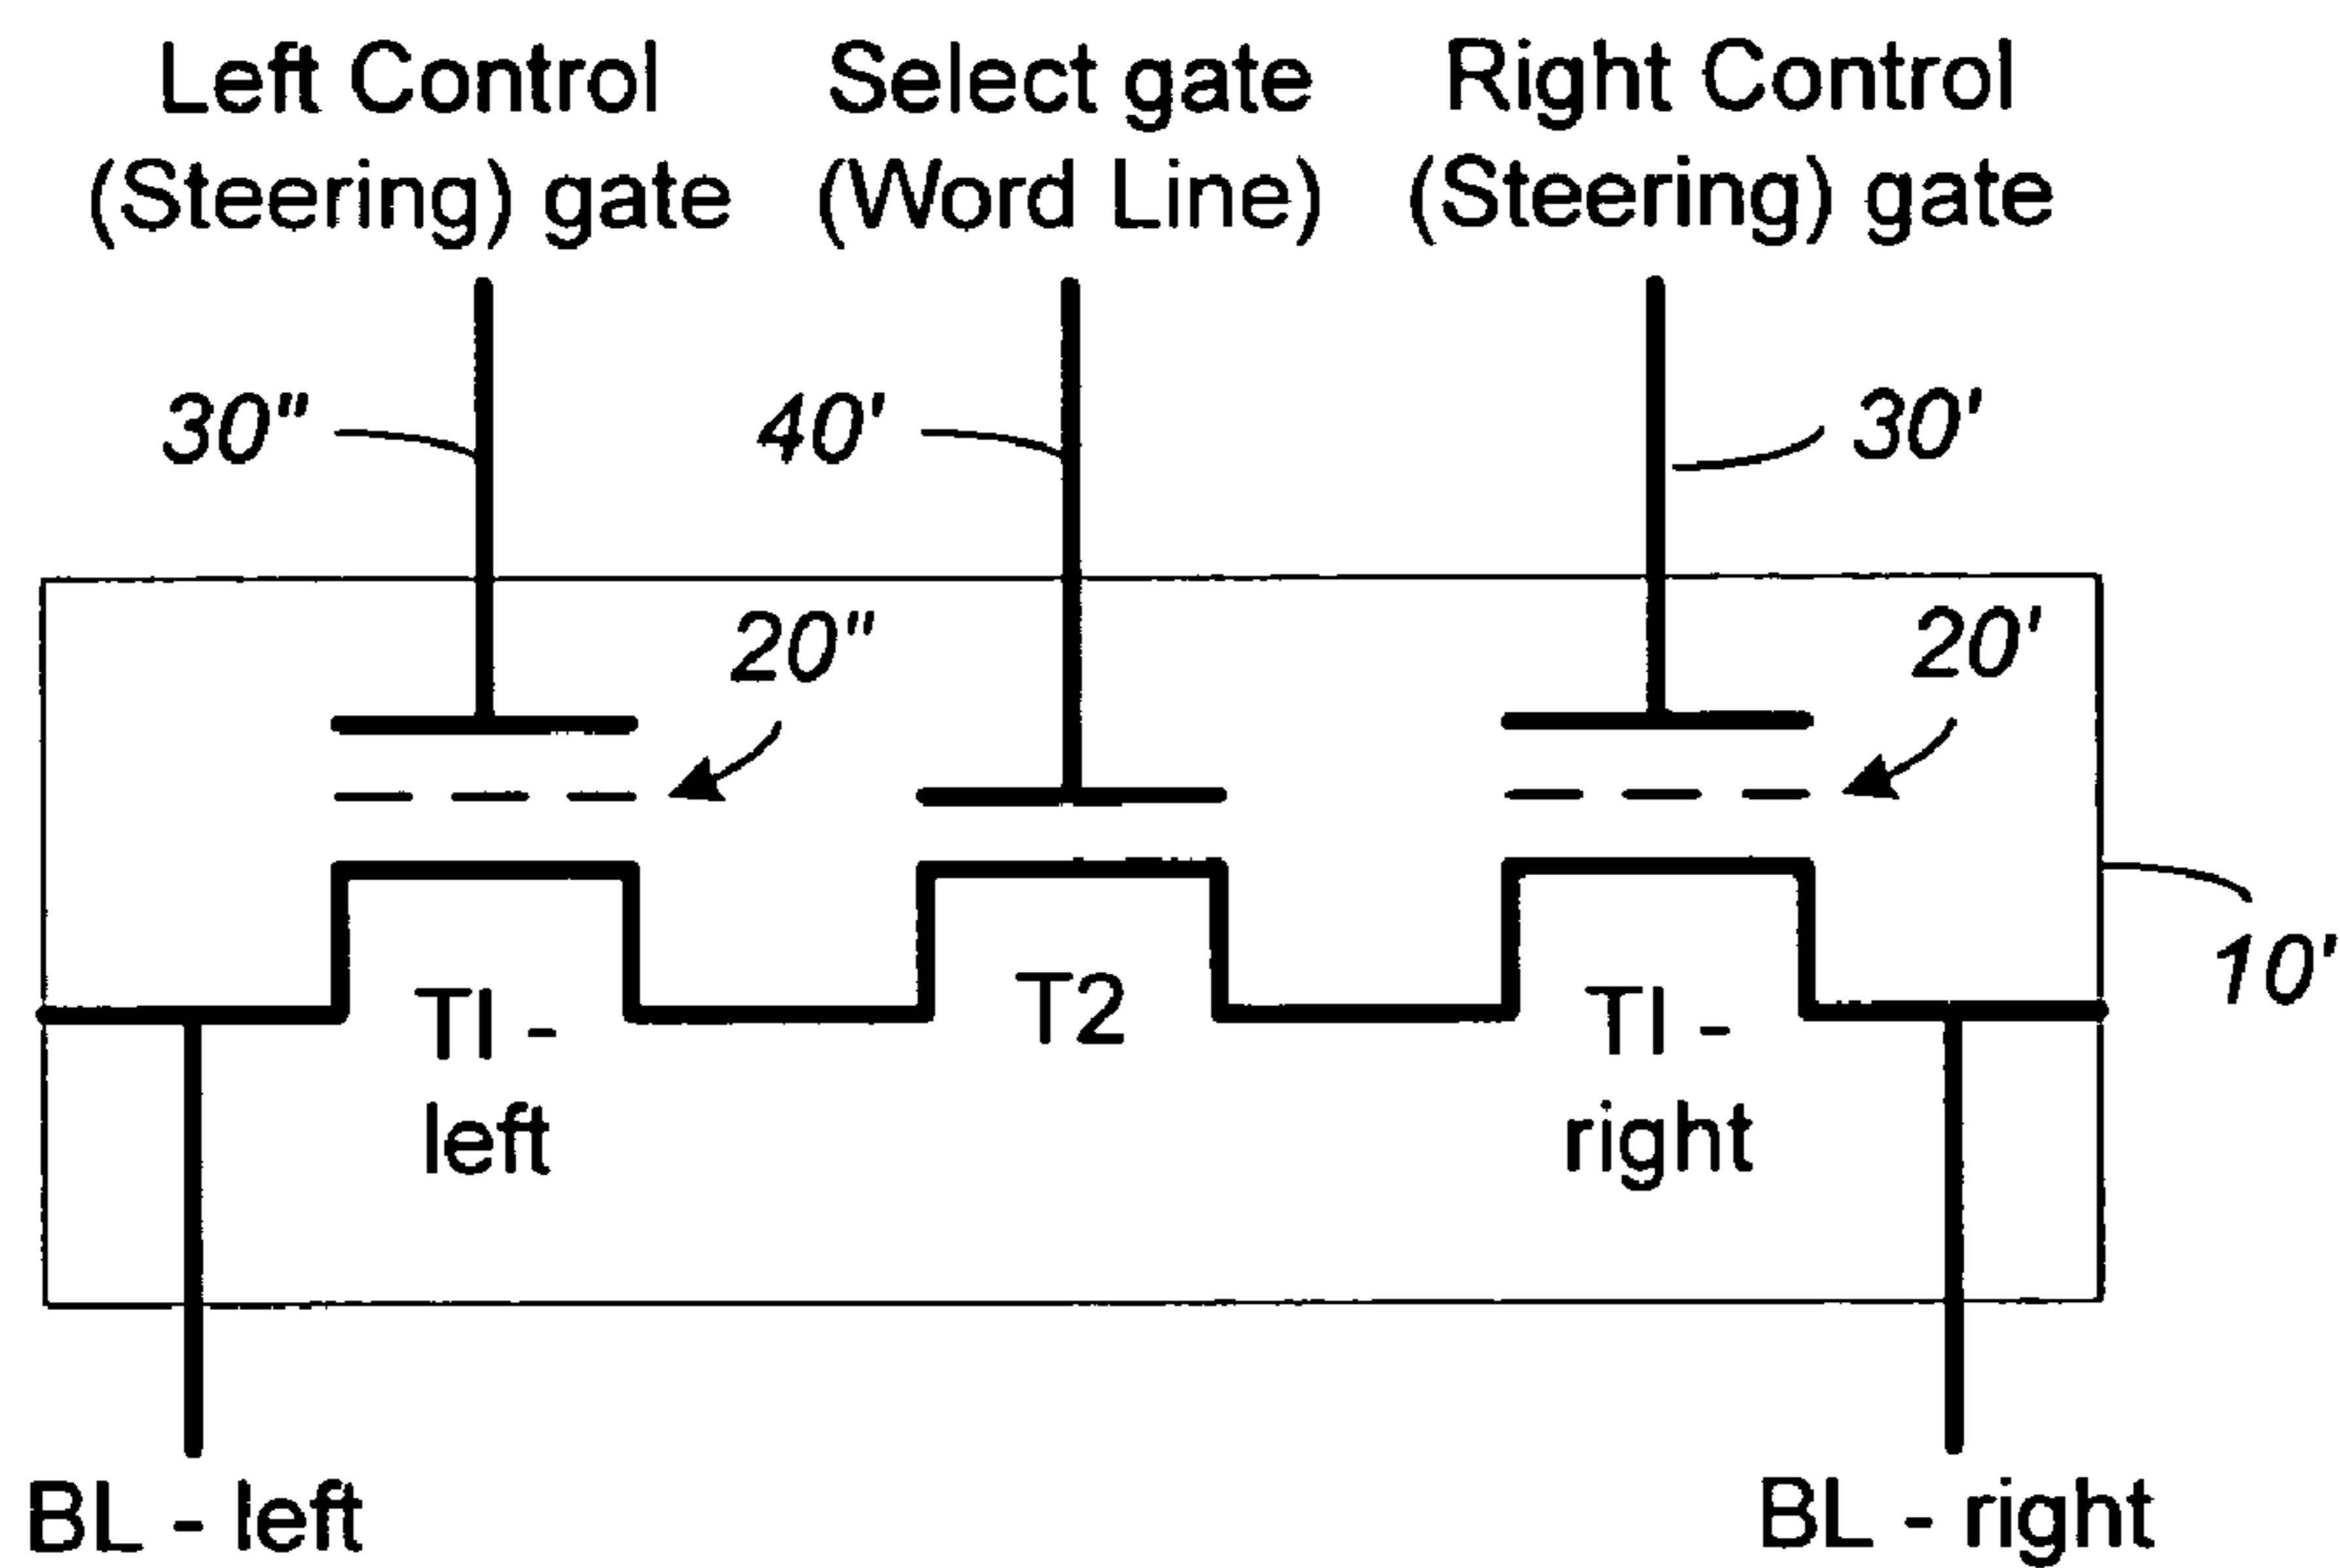 Left Control
(Steering) gate
Select gate
(Word Line)
Right Control
(Steering) gate
30"
40'
30'
20"
20'
10'
TI -
left
T2
TI -
right
BL - left
BL - right